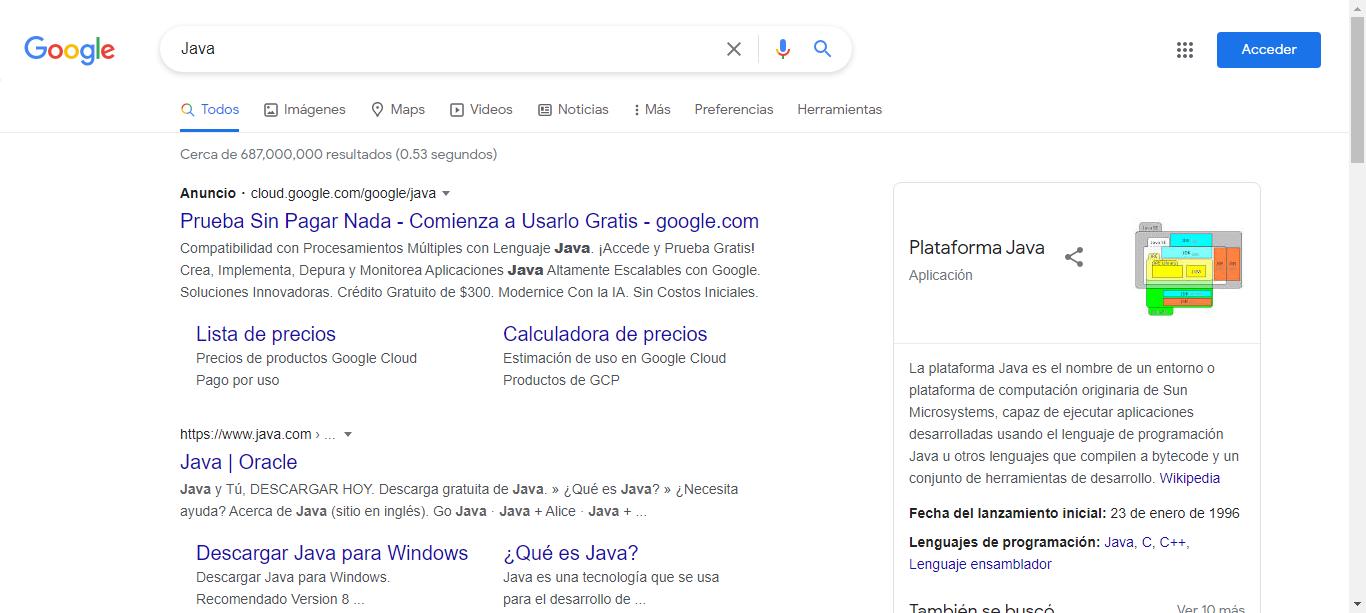 Google
Java
Acceder
Todos Imágenes Maps Videos Noticias Más Preferencias Herramientas
Cerca de 687,000,000 resultados (0.53 segundos)
Anuncio · cloud.google.com/google/java
Prueba Sin Pagar Nada - Comienza a Usarlo Gratis - google.com
Compatibilidad con Procesamientos Múltiples con Lenguaje Java. ¡Accede y Prueba Gratis!
Crea, Implementa, Depura y Monitorea Aplicaciones Java Altamente Escalables con Google.
Soluciones Innovadoras. Crédito Gratuito de $300. Modernice Con la IA. Sin Costos Iniciales.
Lista de precios
Precios de productos Google Cloud
Pago por uso
Calculadora de precios
Estimación de uso en Google Cloud
Productos de GCP
https://www.java.com › ...
Java | Oracle
Java y Tú, DESCARGAR HOY. Descarga gratuita de Java. » ¿Qué es Java? » ¿Necesita
ayuda? Acerca de Java (sitio en inglés). Go Java · Java + Alice · Java + ...
Descargar Java para Windows
Descargar Java para Windows.
Recomendado Version 8 ...
¿Qué es Java?
Java es una tecnología que se usa
para el desarrollo de ...
Plataforma Java
Aplicación
La plataforma Java es el nombre de un entorno o
plataforma de computación originaria de Sun
Microsystems, capaz de ejecutar aplicaciones
desarrolladas usando el lenguaje de programación
Java u otros lenguajes que compilen a bytecode y un
conjunto de herramientas de desarrollo. Wikipedia
Fecha del lanzamiento inicial: 23 de enero de 1996
Lenguajes de programación: Java, C, C++,
Lenguaje ensamblador
También se buscó
Ver 10 más